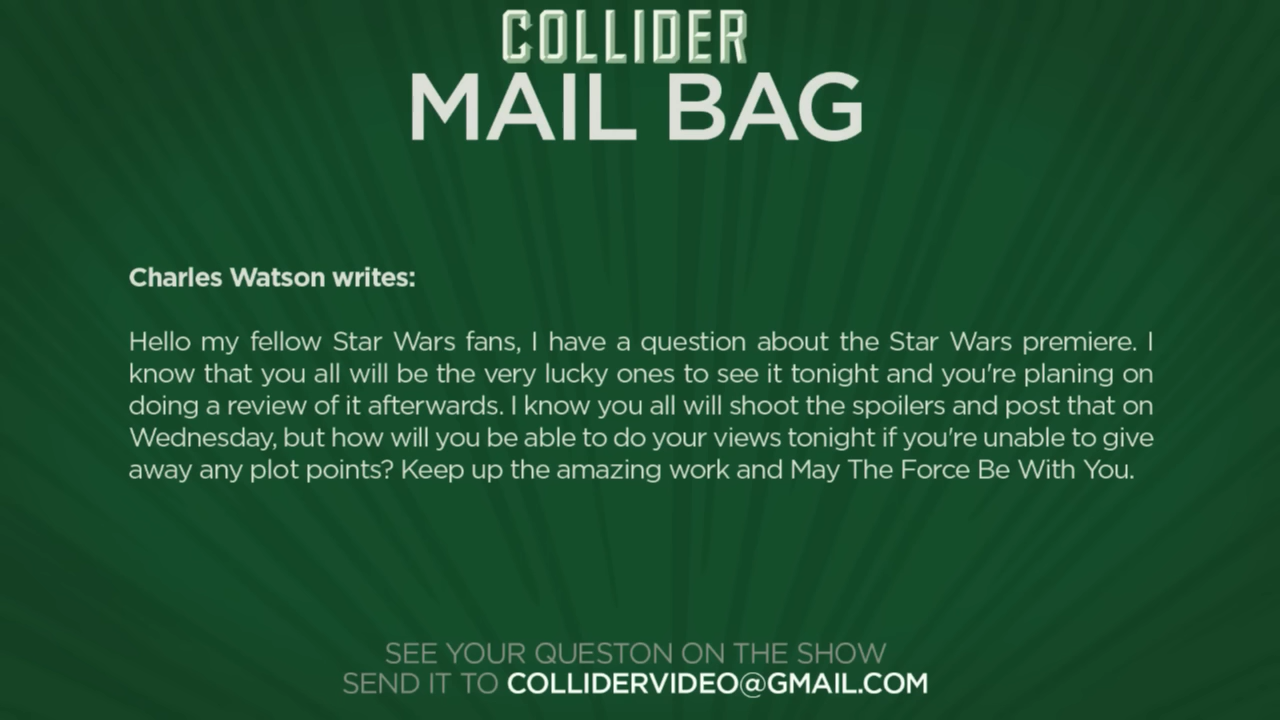 COLLIDER
MAIL BAG
Charles Watson writes:
Hello my fellow Star Wars fans, I have a question about the Star Wars premiere. I
know that you all will be the very lucky ones to see it tonight and you're planing on
doing a review of it afterwards. I know you all will shoot the spoilers and post that on
Wednesday, but how will you be able to do your views tonight if you're unable to give
away any plot points? Keep up the amazing work and May The Force Be With You.
SEE YOUR QUESTON ON THE SHOW
SEND IT TO COLLIDERVIDEO@GMAIL.COM